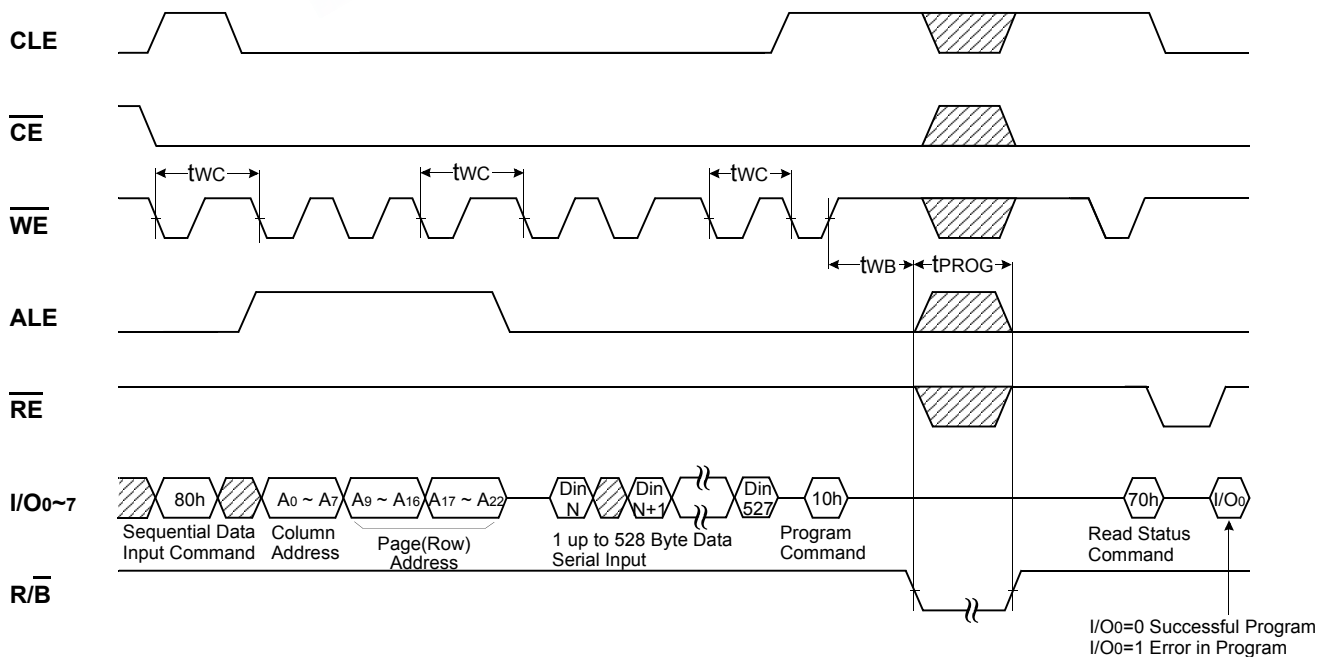 CLE
CE
tWC
tWC
tWC
WE
tWB
tPROG
ALE
RE
I/O0~7
80h
A0 ~ A7
A9 ~ A16
A17 ~ A22
Din
N
Din
N+1
Din
527
10h
70h
I/O0
Sequential Data
Input Command
Column
Address
Page(Row)
Address
1 up to 528 Byte Data
Serial Input
Program
Command
Read Status
Command
R/B
I/O0=0 Successful Program
I/O0=1 Error in Program